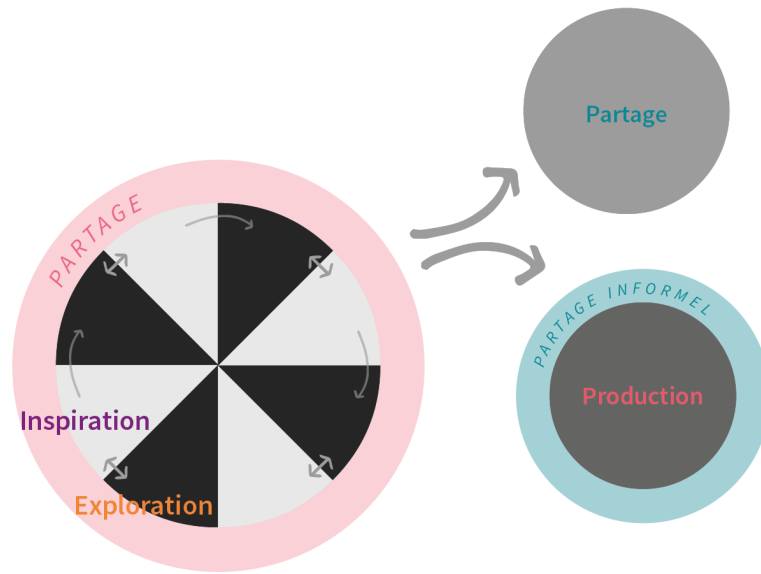 PARTAGE
Inspiration
Exploration
Partage
PARTAGE INFORMEL
Production